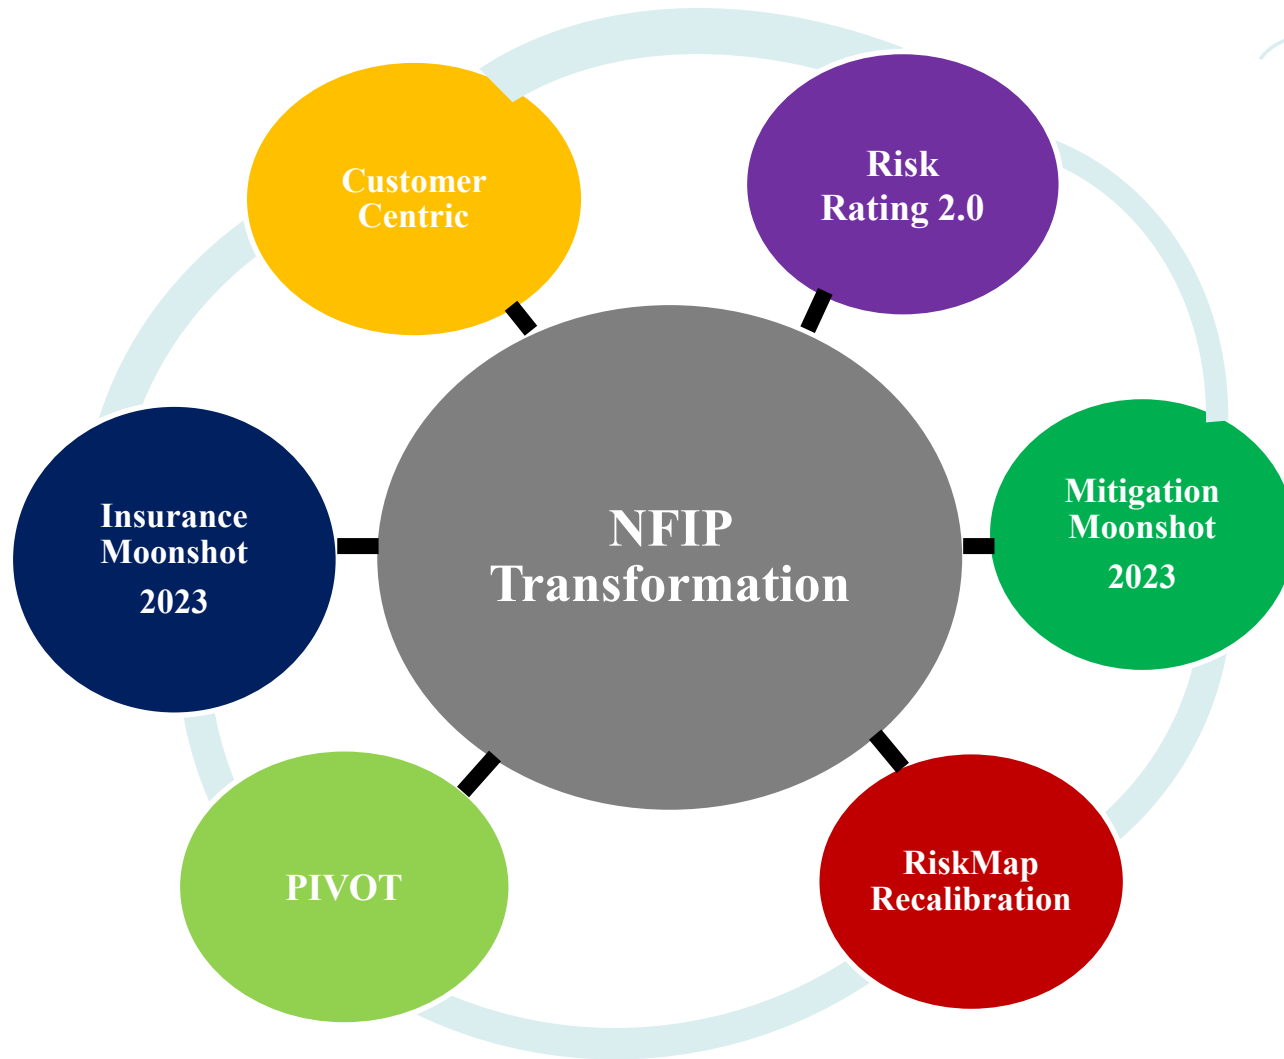 Customer
Centric
Risk
Rating 2.0
Insurance
Moonshot
2023
NFIP
Transformation
Mitigation
Moonshot
2023
PIVOT
RiskMap
Recalibration